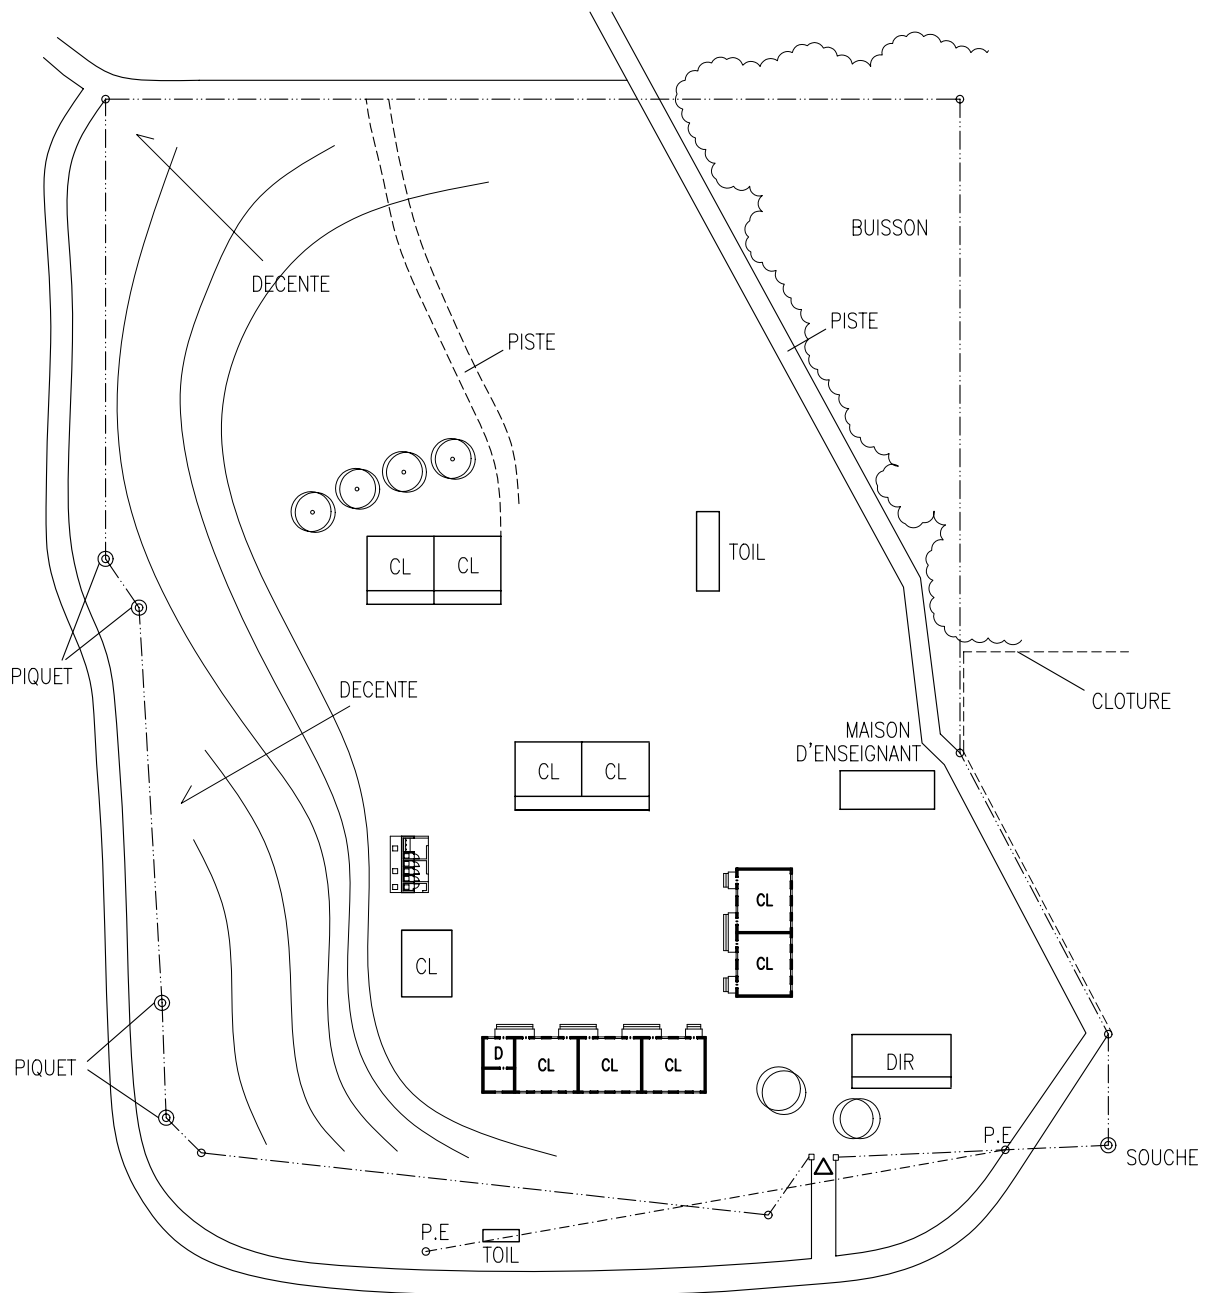 BUISSON
DECENTE
PISTE
PISTE
TOIL
CL
CL
PIQUET
DECENTE
CLOTURE
MAISON
D'ENSEIGNANT
CL
CL
CL
CL
CL
D
CL
CL
CL
DIR
PIQUET
P.E
SOUCHE
P.E
TOIL